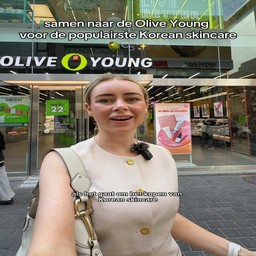 samen naar de Olive Young
voor de populairste Korean skincare
OLIVE YOUNG
22
als het gaat om het kopen van
Korean skincare